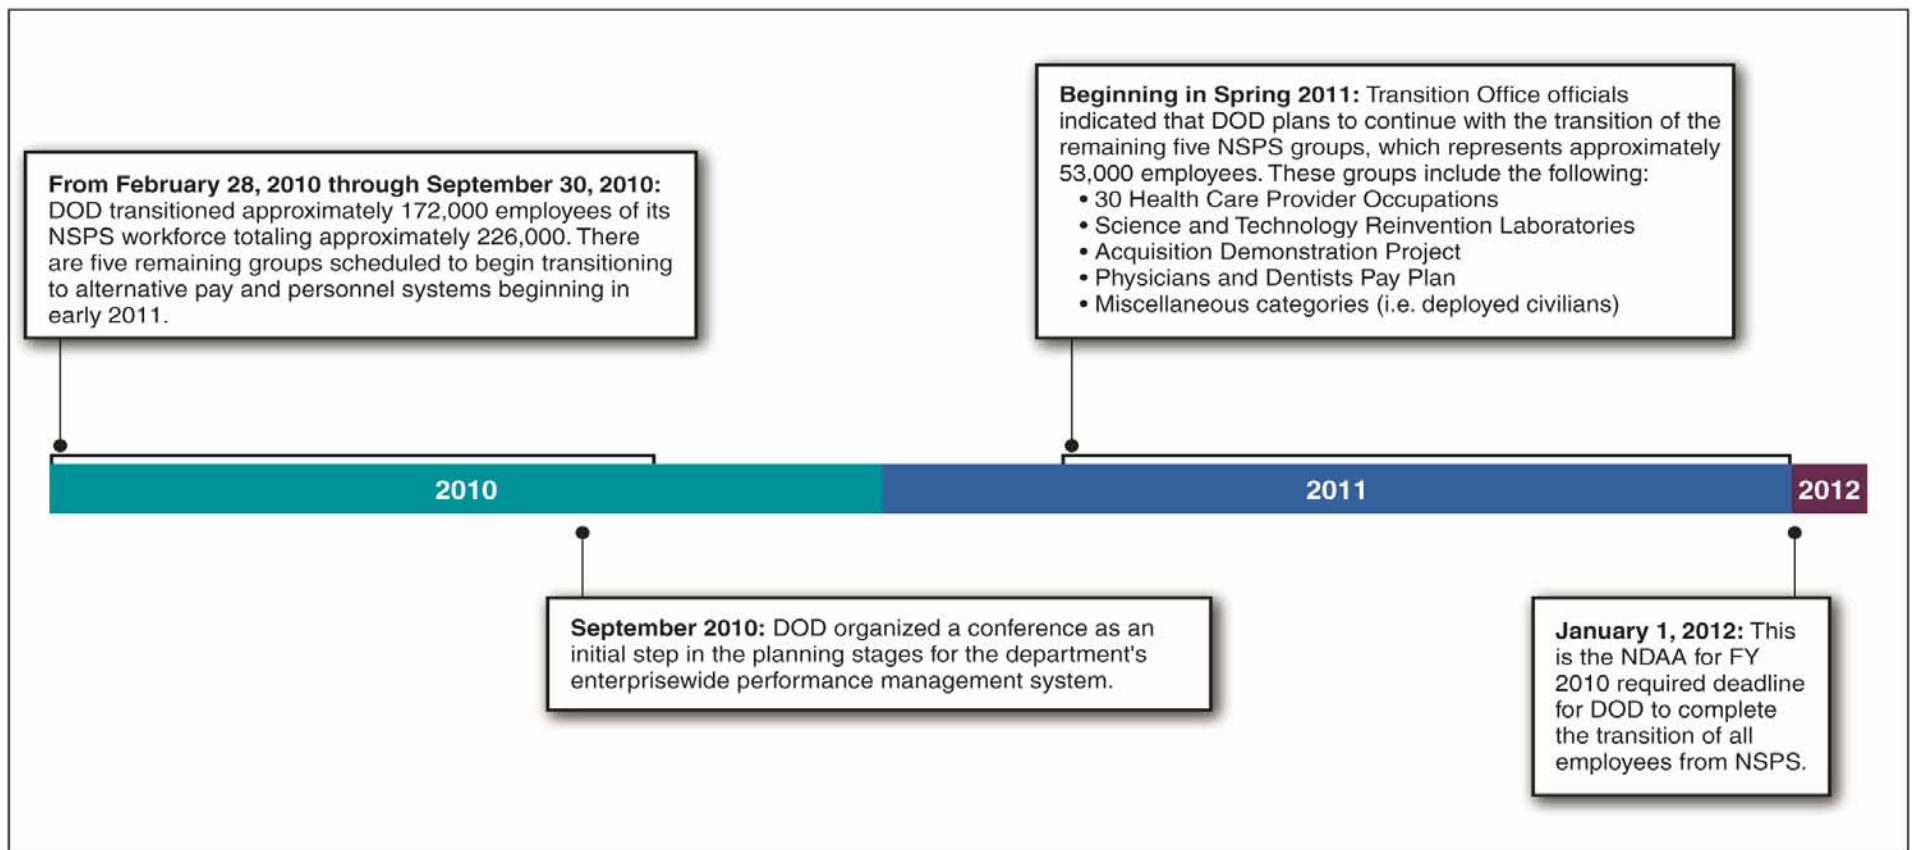 From February 28, 2010 through September 30, 2010:
DOD transitioned approximately 172,000 employees of its
NSPS workforce totaling approximately 226,000. There
are five remaining groups scheduled to begin transitioning
to alternative pay and personnel systems beginning in
early 2011.
Beginning in Spring 2011: Transition Office officials
indicated that DOD plans to continue with the transition of the
remaining five NSPS groups, which represents approximately
53,000 employees. These groups include the following:
• 30 Health Care Provider Occupations
• Science and Technology Reinvention Laboratories
• Acquisition Demonstration Project
• Physicians and Dentists Pay Plan
• Miscellaneous categories (i.e. deployed civilians)
2010
2011
2012
September 2010: DOD organized a conference as an
initial step in the planning stages for the department's
enterprisewide performance management system.
January 1, 2012: This
is the NDAA for FY
2010 required deadline
for DOD to complete
the transition of all
employees from NSPS.